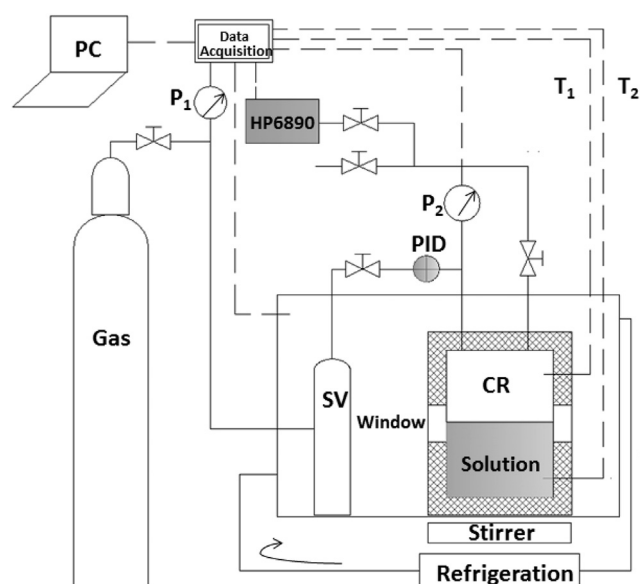 PC
Data
Acquisition
P1
HP6890
T1
T2
P2
PID
Gas
SV
Window
CR
Solution
Stirrer
Refrigeration